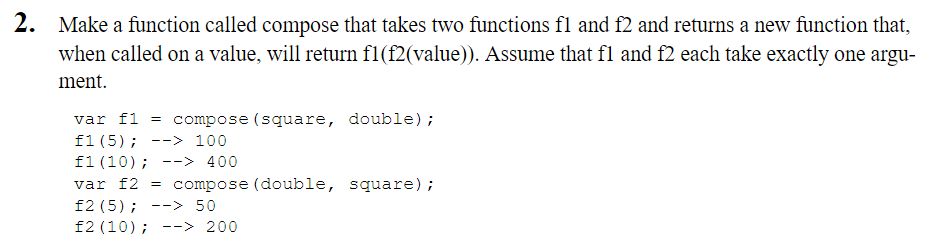 2. Make a function called compose that takes two functions f1 and f2 and returns a new function that,
when called on a value, will return f1(f2(value)). Assume that f1 and f2 each take exactly one argu-
ment.
var f1 = compose(square, double);
f1(5); --> 100
f1(10); --> 400
var f2 = compose(double, square);
f2(5); --> 50
f2(10); --> 200